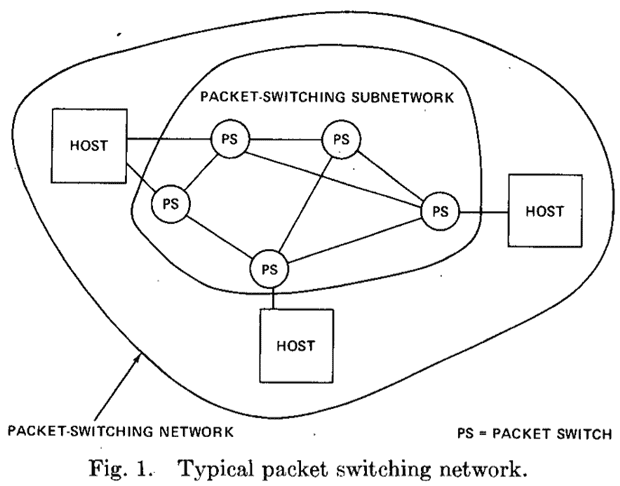 PACKET-SWITCHING SUBNETWORK
HOST
PS
PS
PS
PS
HOST
PS
HOST
PACKET-SWITCHING NETWORK
PS = PACKET SWITCH
Fig. 1. Typical packet switching network.